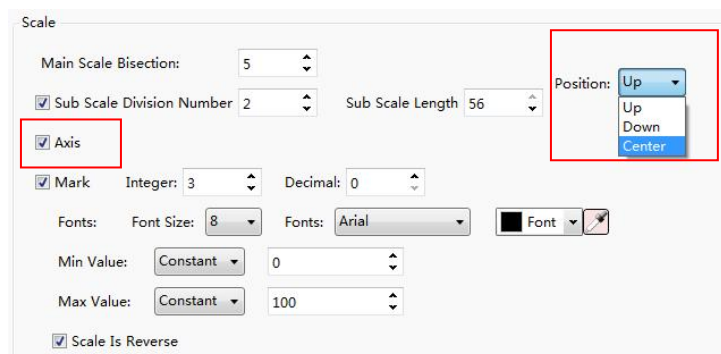 Scale
Main Scale Bisection: 5
Position: Up
Up
Down
Center
Sub Scale Division Number 2 Sub Scale Length 56
Axis
Mark Integer: 3 Decimal: 0
Fonts: Font Size: 8 Fonts: Arial Font
Min Value: Constant 0
Max Value: Constant 100
Scale Is Reverse